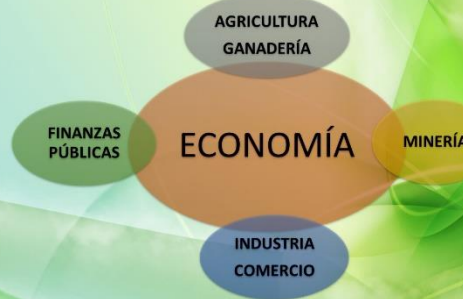 AGRICULTURA
GANADERÍA
FINANZAS
PÚBLICAS
ECONOMÍA
MINERÍA
INDUSTRIA
COMERCIO